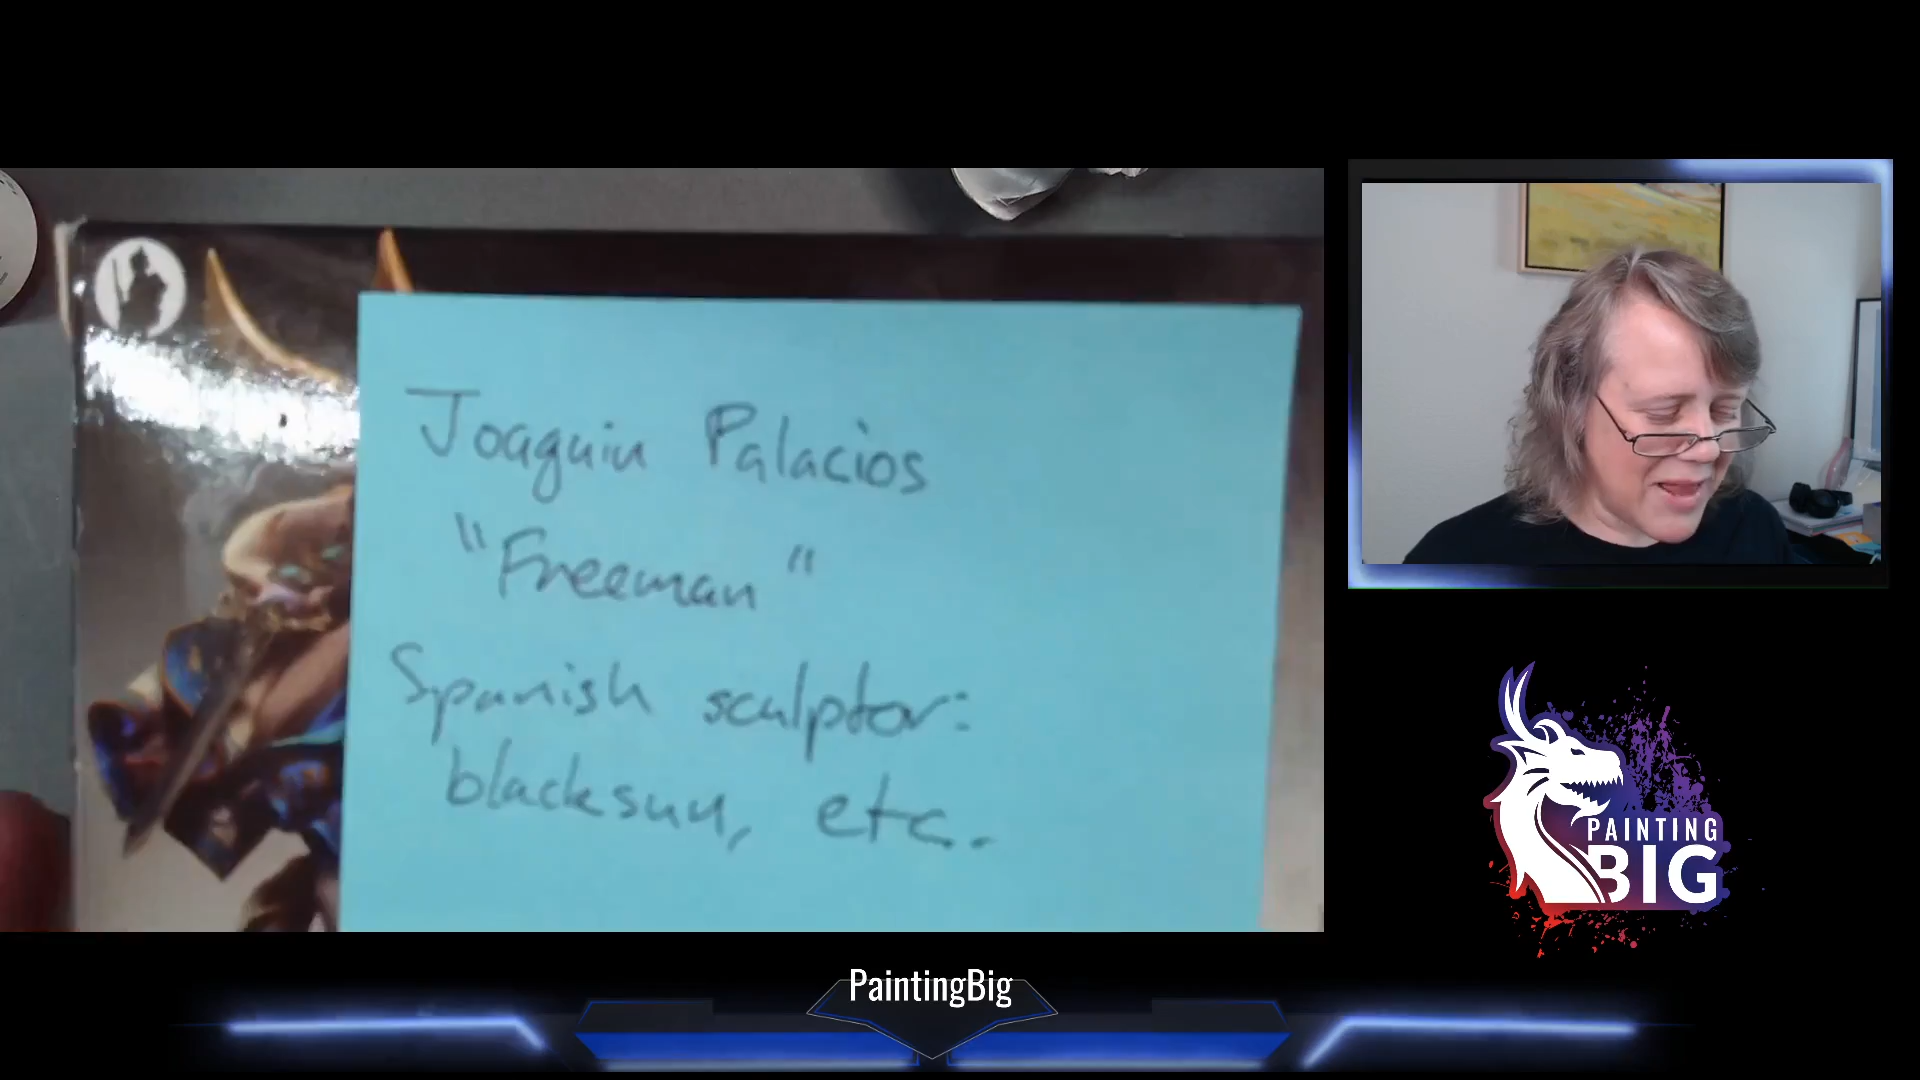 Joaquin Palacios
"Freeman"
Spanish sculptor:
blacksun, etc.
PAINTING
BIG
PaintingBig